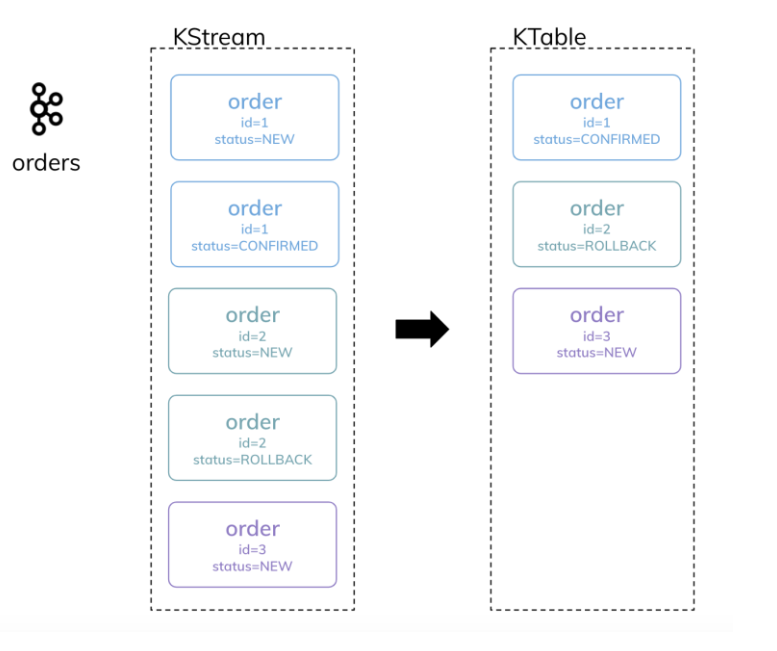 KStream
KTable
orders
order
id=1
status=NEW
order
id=1
status=CONFIRMED
order
id=2
status=NEW
order
id=2
status=ROLLBACK
order
id=3
status=NEW
order
id=1
status=CONFIRMED
order
id=2
status=ROLLBACK
order
id=3
status=NEW